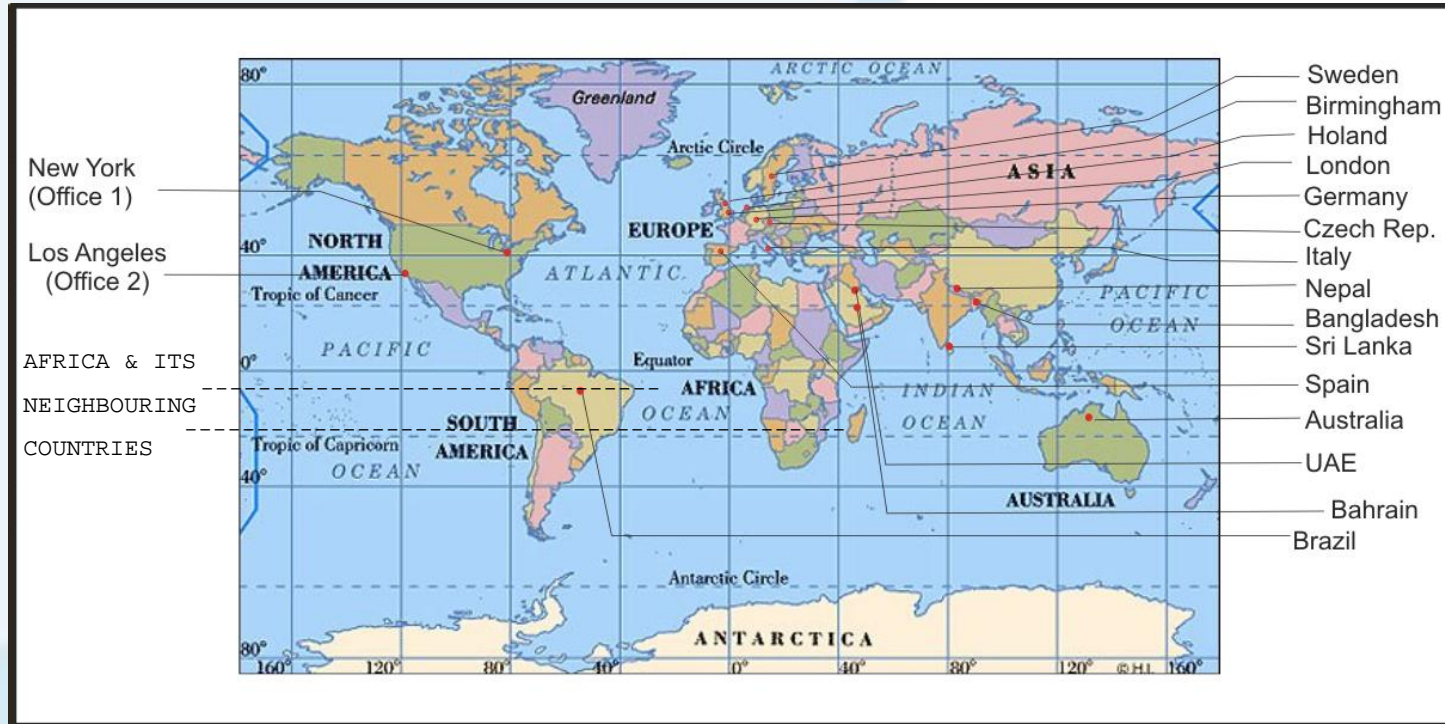 New York
(Office 1)
Los Angeles
(Office 2)
AFRICA & ITS
NEIGHBOURING
COUNTRIES
80°
ARCTIC OCEAN
Greenland
Arctic Circle
ASIA
EUROPE
NORTH
AMERICA
40°
ATLANTIC
Tropic of Cancer
PACIFIC
OCEAN
PACIFIC
Equator
0°
AFRICA
INDIAN
OCEAN
OCEAN
SOUTH
AMERICA
Tropic of Capricorn
OCEAN
40°
AUSTRALIA
Antarctic Circle
ANTARCTICA
80°
160°
120°
80°
40°
0°
40°
80°
120°
© H.I.
160°
Sweden
Birmingham
Holand
London
Germany
Czech Rep.
Italy
Nepal
Bangladesh
Sri Lanka
Spain
Australia
UAE
Bahrain
Brazil